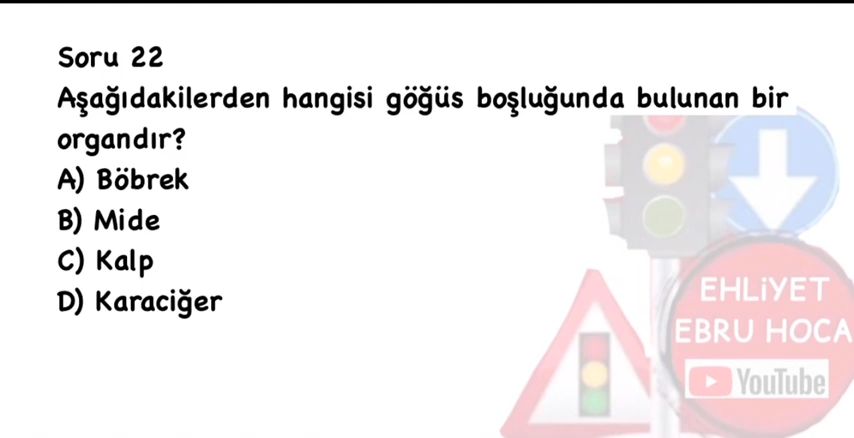 Soru 22
Aşağıdakilerden hangisi göğüs boşluğunda bulunan bir
organdır?
A) Böbrek
B) Mide
C) Kalp
D) Karaciğer
EHLİYET
EBRU HOCA
YouTube